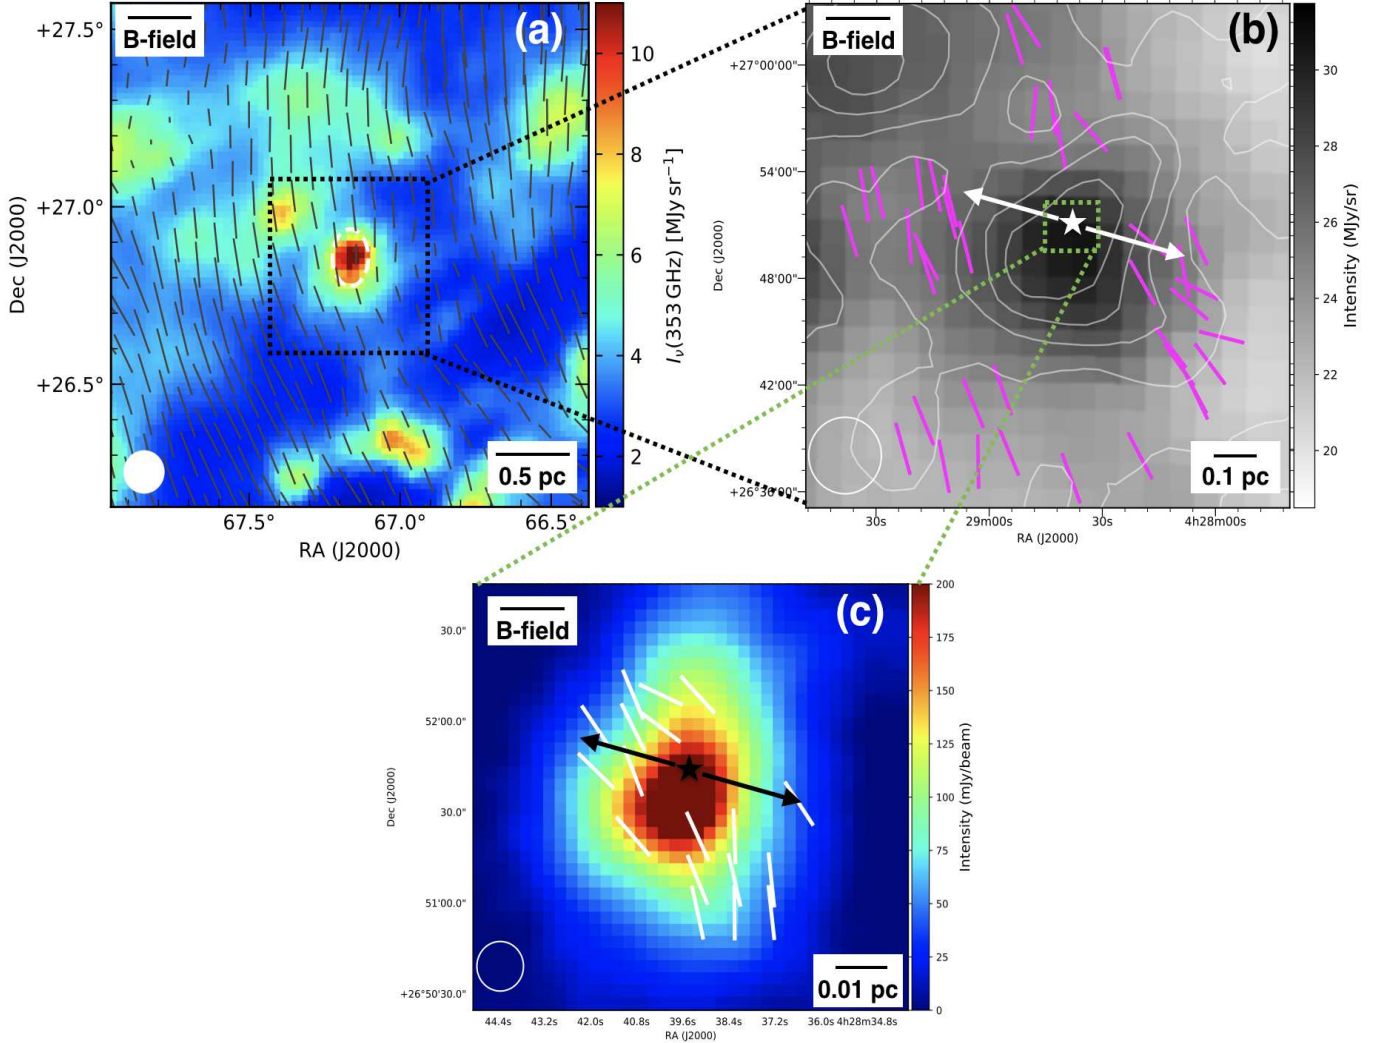 B-field
(a)
+27.5°
+27.0°
+26.5°
Dec (J2000)
0.5 pc
67.5°
67.0°
66.5°
RA (J2000)
10
8
6
4
2
Iν(353 GHz) [MJy sr⁻¹]
B-field
(b)
+27°00'00"
54'00"
48'00"
42'00"
+26°36'00"
Dec (J2000)
0.1 pc
30s
29m00s
30s
4h28m00s
RA (J2000)
30
28
26
24
22
20
Intensity (MJy/sr)
B-field
(c)
30.0"
52'00.0"
30.0"
51'00.0"
+26°50'30.0"
Dec (J2000)
0.01 pc
44.4s
43.2s
42.0s
40.8s
39.6s
38.4s
37.2s
36.0s
4h28m34.8s
RA (J2000)
200
175
150
125
100
75
50
25
0
Intensity (mJy/beam)